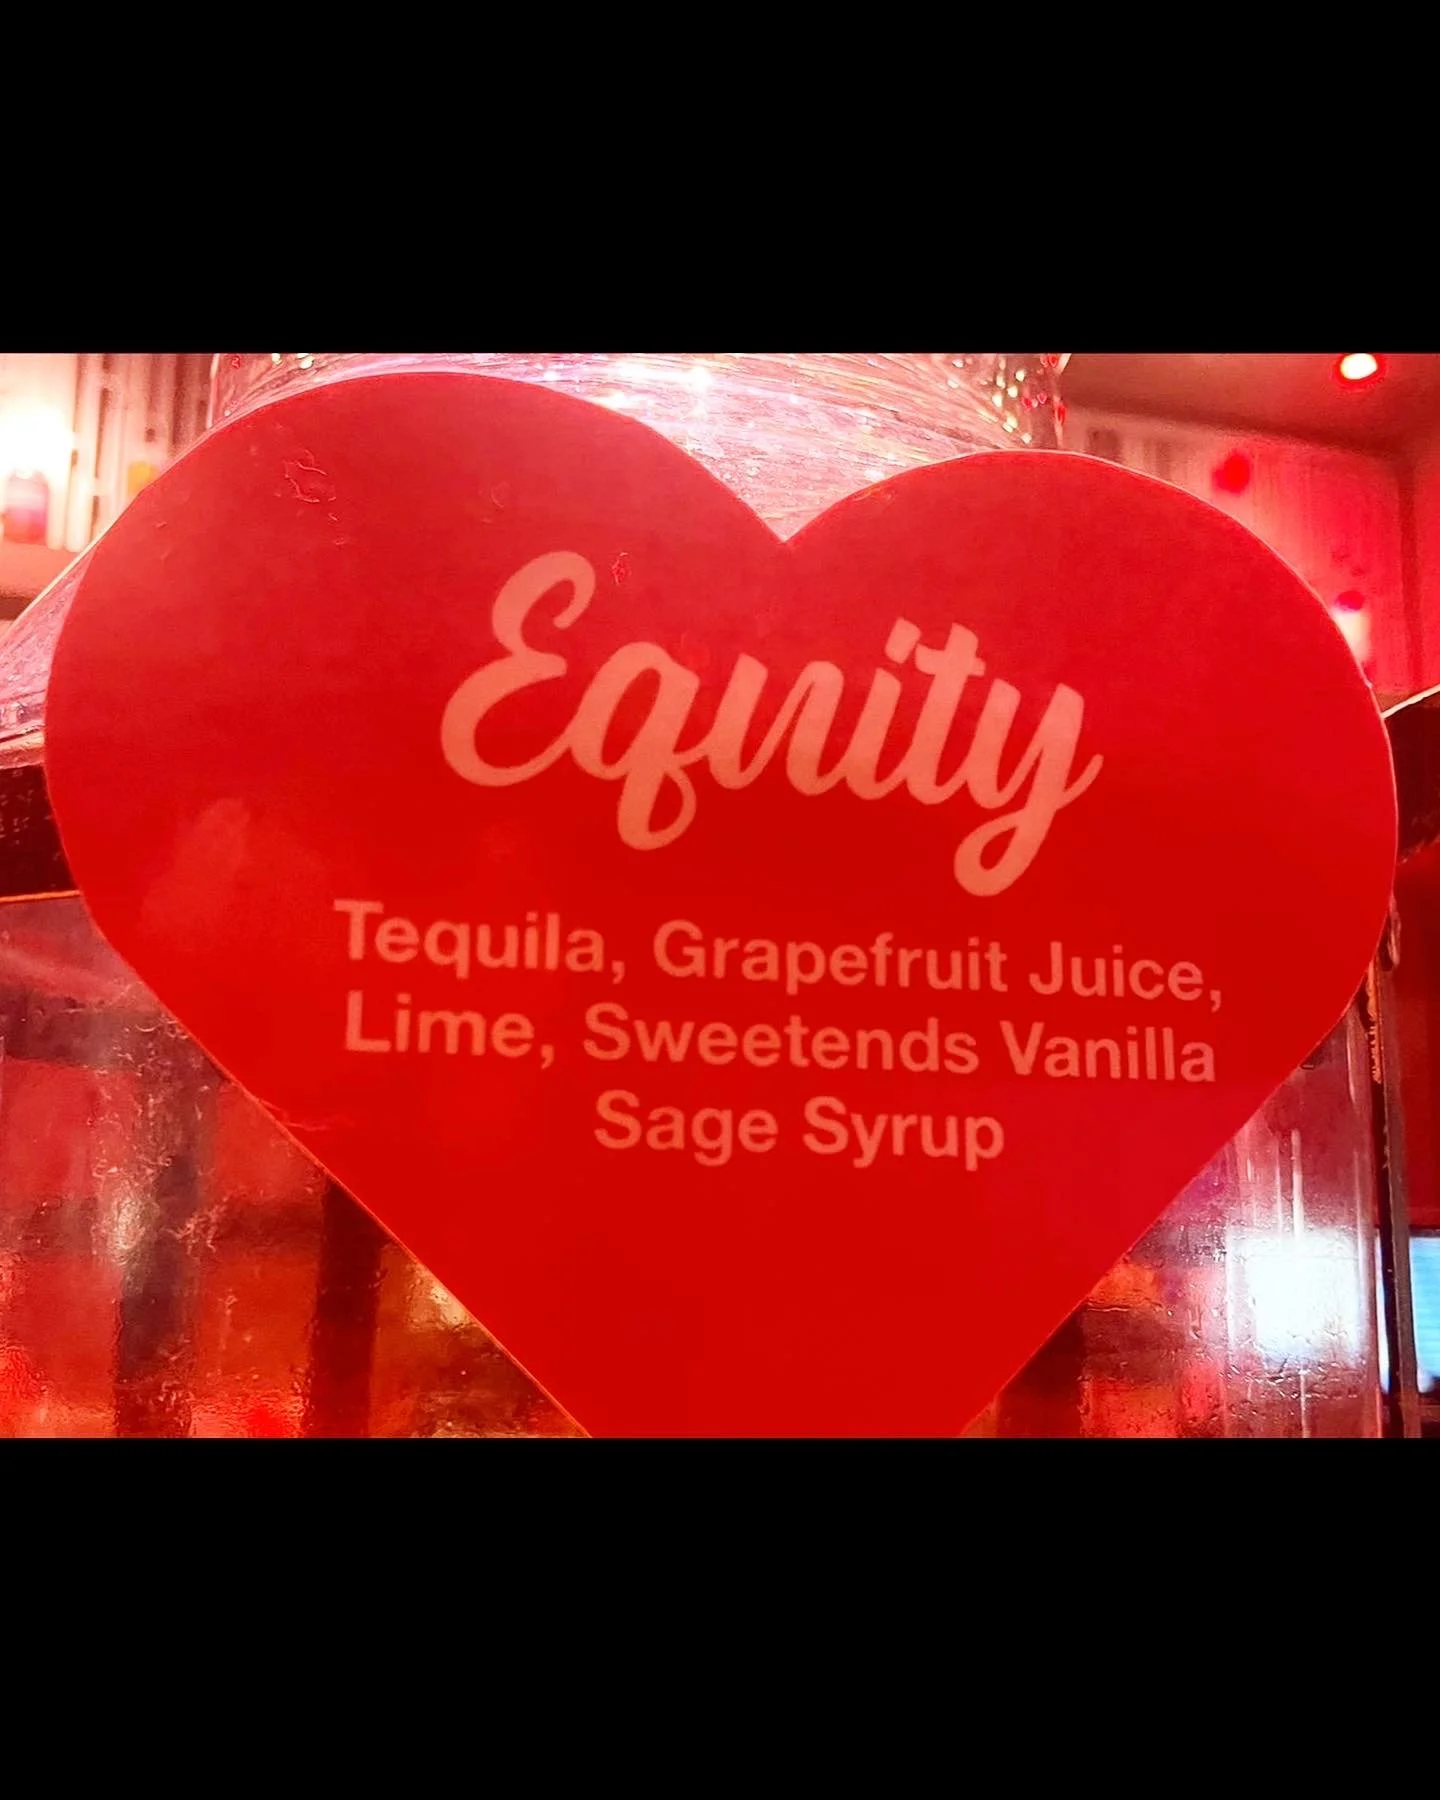 Equity
Tequila, Grapefruit Juice,
Lime, Sweetends Vanilla
Sage Syrup